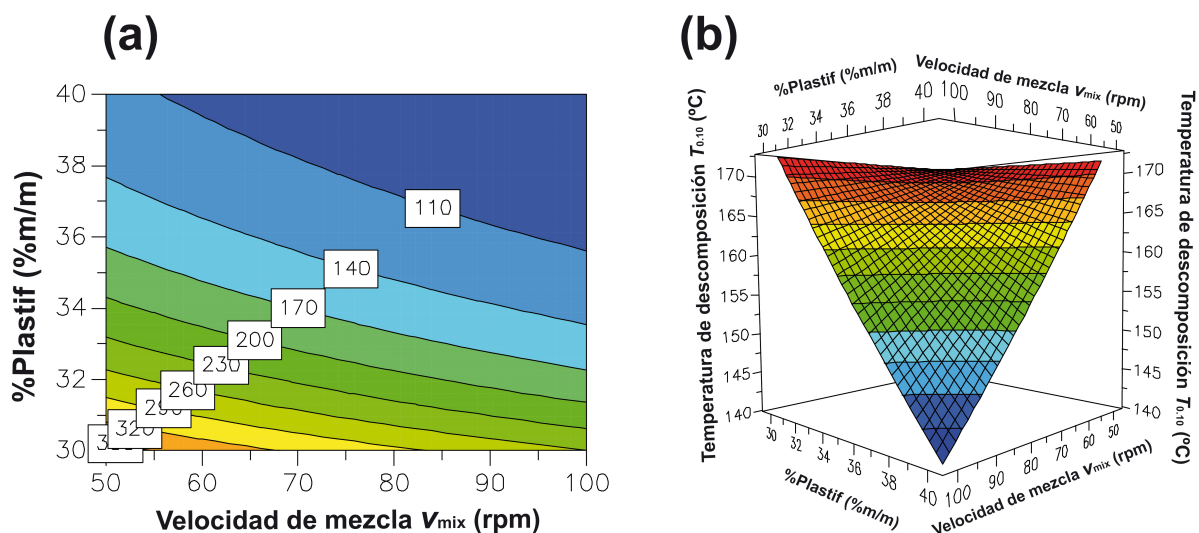 (a)
(b)
%Plastif (%m/m)
40
38
36
34
32
30
110
140
170
200
230
260
320
50 60 70 80 90 100
Velocidad de mezcla vmix (rpm)
%Plastif (%m/m)
30 32 34 36 38 40
Velocidad de mezcla vmix (rpm)
100 90 80 70 60 50
Temperatura de descomposición T0.10 (ºC)
170
165
160
155
150
145
140
Temperatura de descomposición T0.10 (ºC)
170
165
160
155
150
145
140
30 32 34 36 38 40
%Plastif (%m/m)
100 90 80 70 60 50
Velocidad de mezcla vmix (rpm)